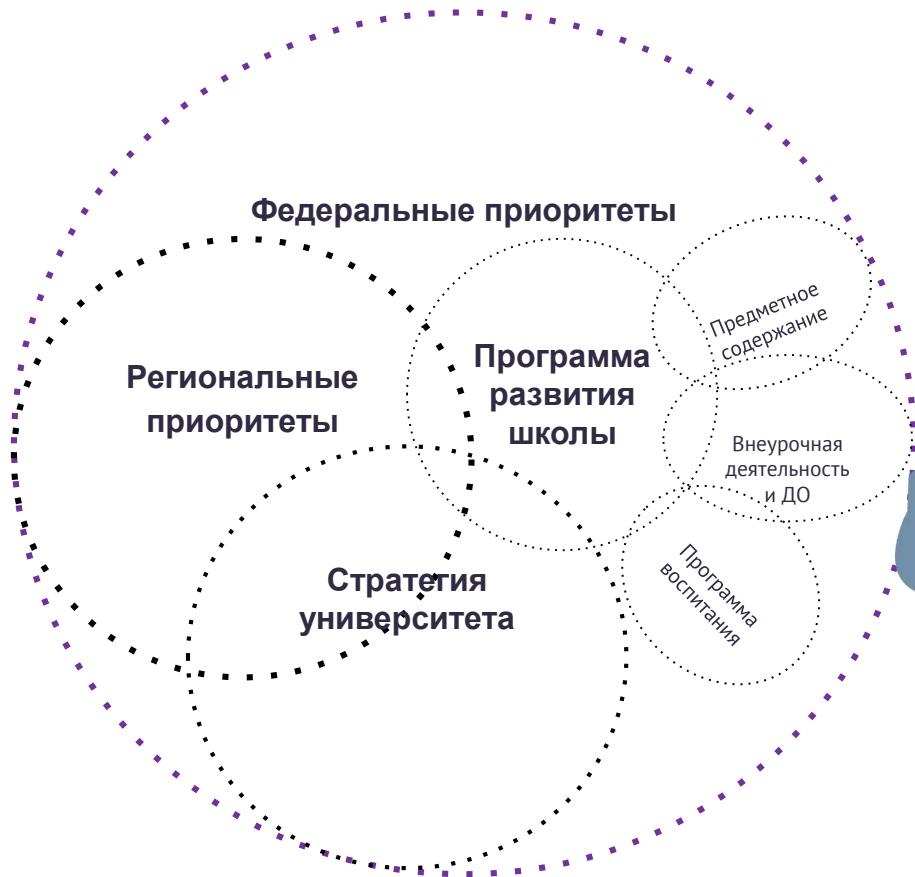 Федеральные приоритеты
Региональные
приоритеты
Программа
развития
школы
Предметное
содержание
Внеурочная
деятельность
и ДО
Программа
воспитания
Стратегия
университета